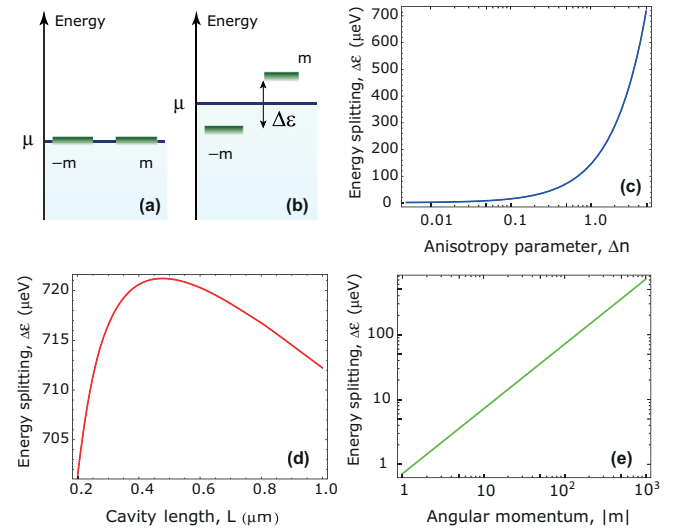 Energy
μ
−m
m
(a)
Energy
μ
m
Δε
−m
(b)
Energy splitting, Δε (μeV)
700
600
500
400
300
200
100
0
0.01
0.1
1.0
Anisotropy parameter, Δn
(c)
Energy splitting, Δε (μeV)
720
715
710
705
0.2
0.4
0.6
0.8
1.0
Cavity length, L (μm)
(d)
Energy splitting, Δε (μeV)
100
10
5
1
1
10
10²
10³
Angular momentum, |m|
(e)